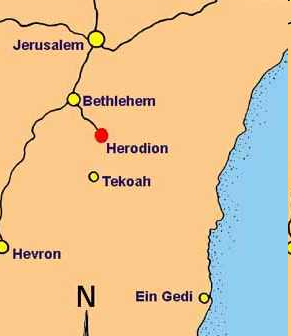 Jerusalem
Bethlehem
Herodion
Tekoah
Hevron
Ein Gedi
N